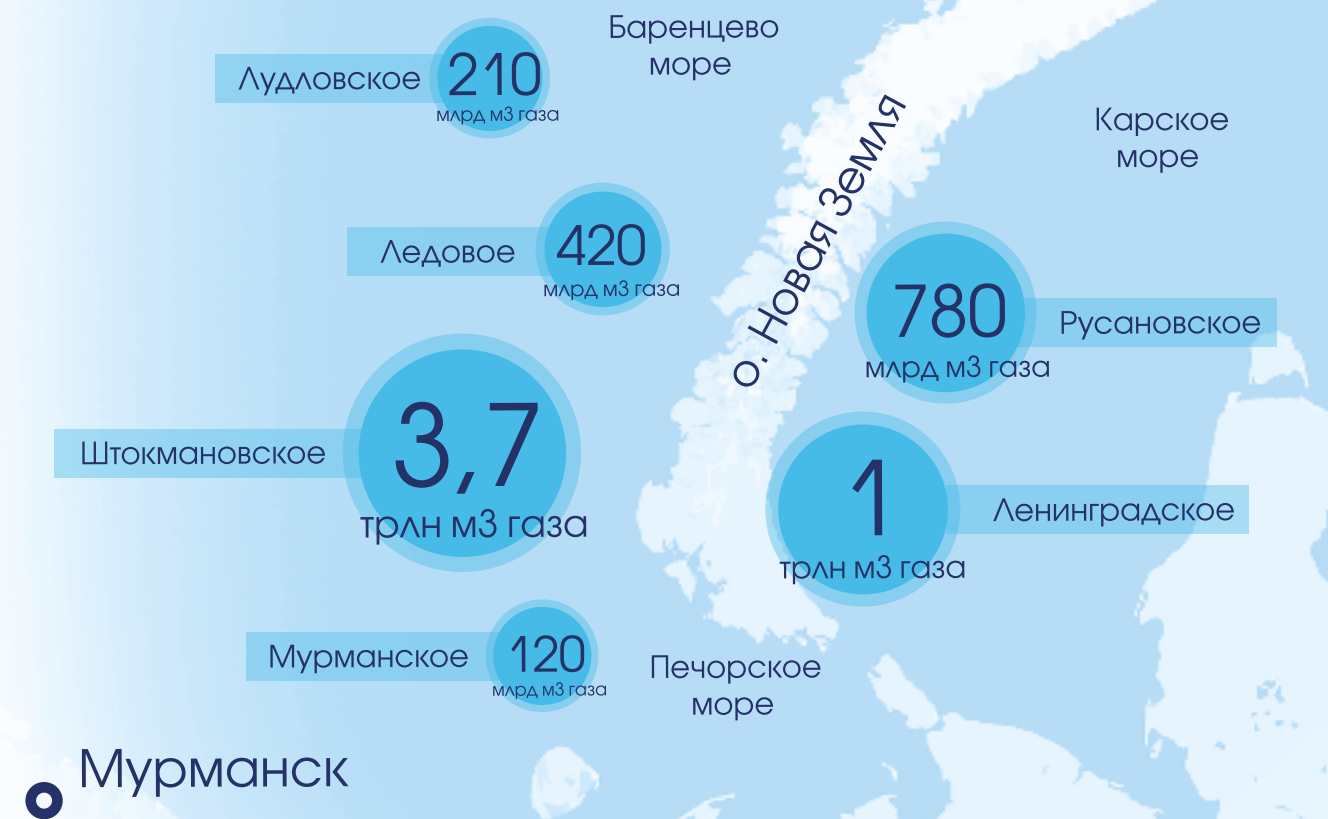 Баренцево
море
Лудловское
210
млрд м3 газа
Карское
море
о. Новая Земля
Ледовое
420
млрд м3 газа
780
млрд м3 газа
Русановское
Штокмановское
3,7
трлн м3 газа
1
трлн м3 газа
Ленинградское
Мурманское
120
млрд м3 газа
Печорское
море
Мурманск